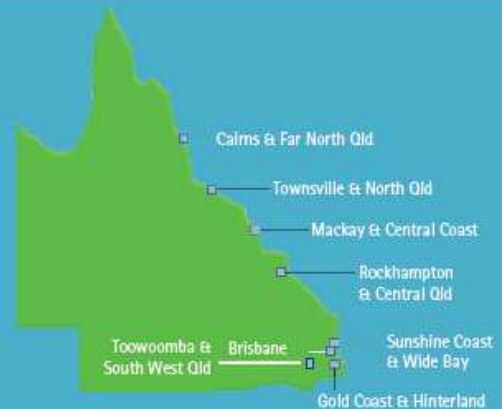 Cairns & Far North Qld
Townsville & North Qld
Mackay & Central Coast
Rockhampton
& Central Qld
Sunshine Coast
& Wide Bay
Brisbane
Toowoomba &
South West Qld
Gold Coast & Hinterland